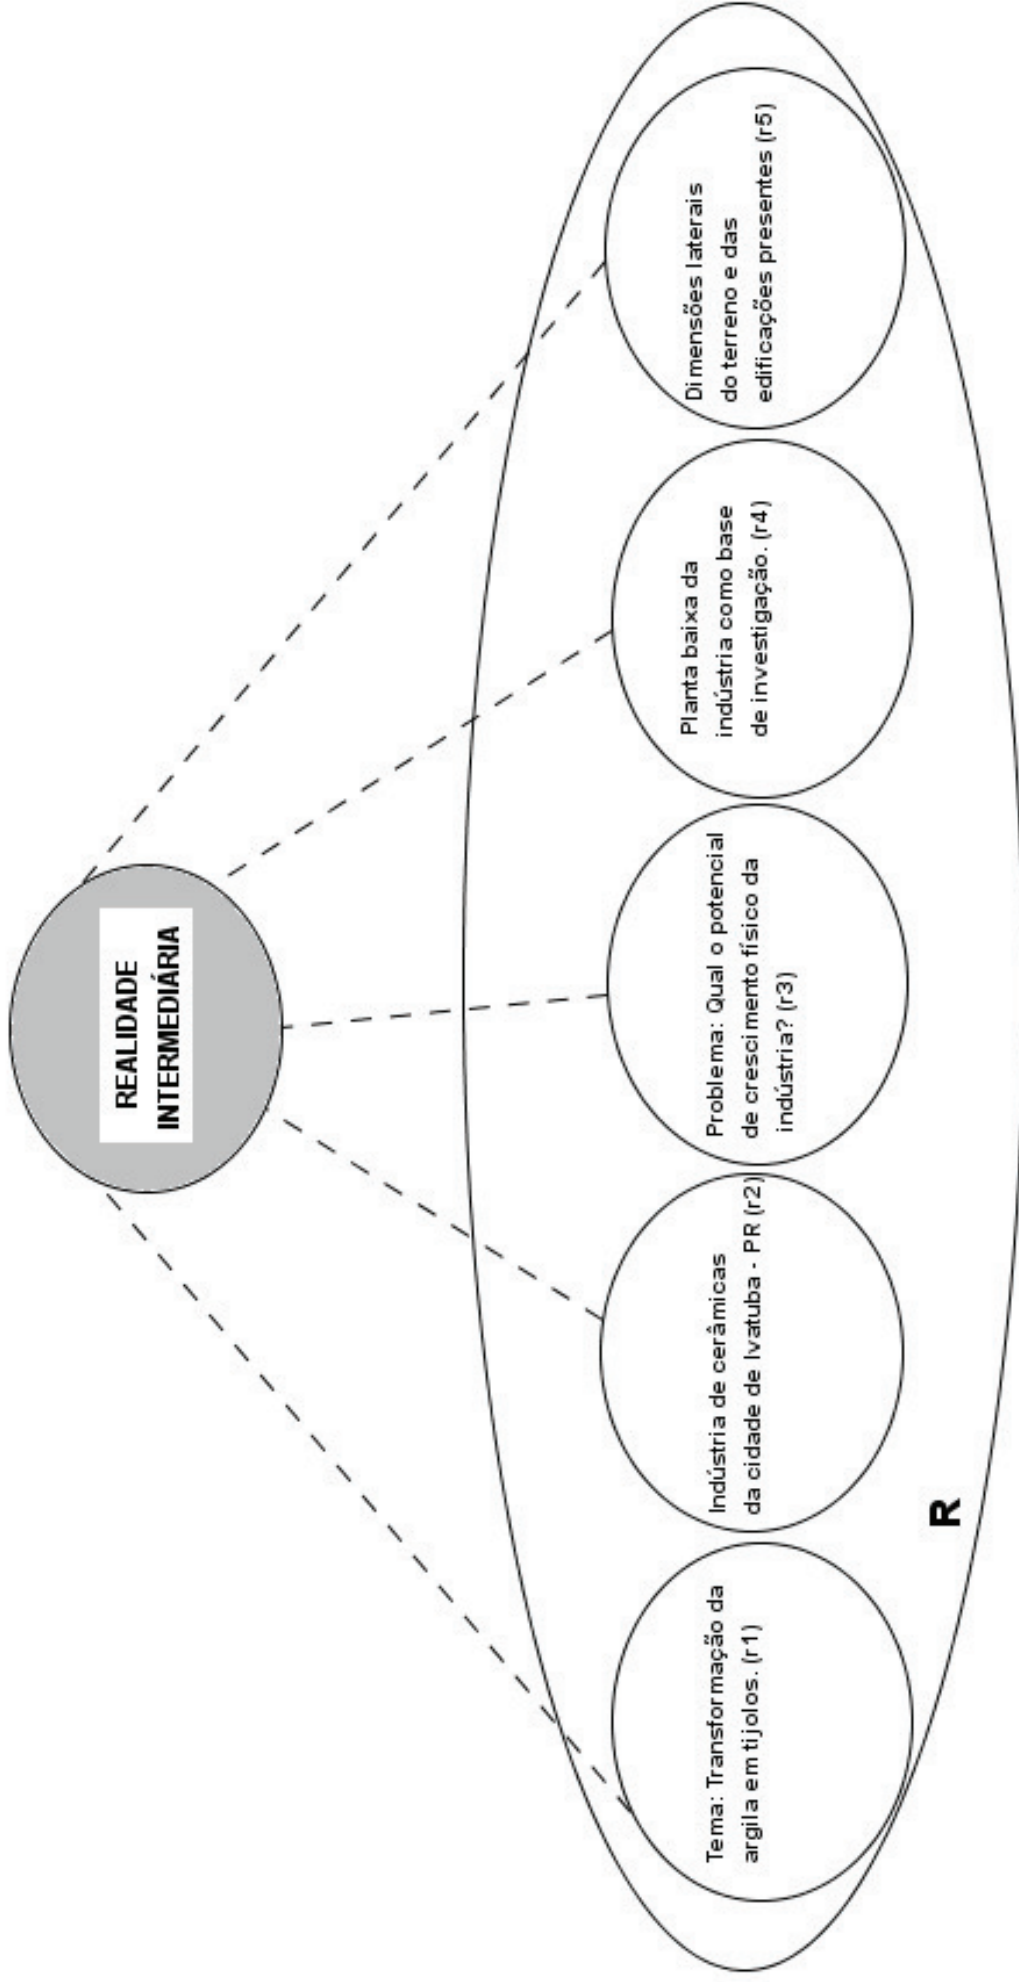 REALIDADE
INTERMEDIÁRIA
Tema: Transformação da
argila em tijolos. (r1)
Indústria de cerâmicas
da cidade de Ivatuba - PR (r2)
Problema: Qual o potencial
de crescimento físico da
indústria? (r3)
Planta baixa da
indústria como base
de investigação. (r4)
Dimensões laterais
do terreno e das
edificações presentes (r5)
R